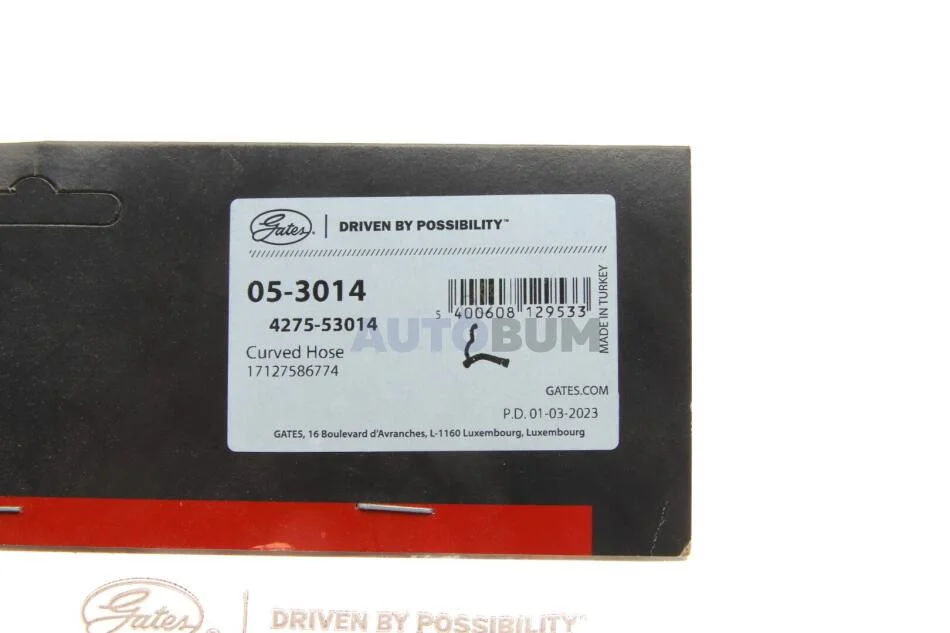 Gates. | DRIVEN BY POSSIBILITY™
05-3014
4275-53014
Curved Hose
17127586774
5 400608 129533
MADE IN TURKEY
AUTOBUM
GATES.COM
P.D. 01-03-2023
GATES, 16 Boulevard d'Avranches, L-1160 Luxembourg, Luxembourg
Gates. | DRIVEN BY POSSIBILITY™